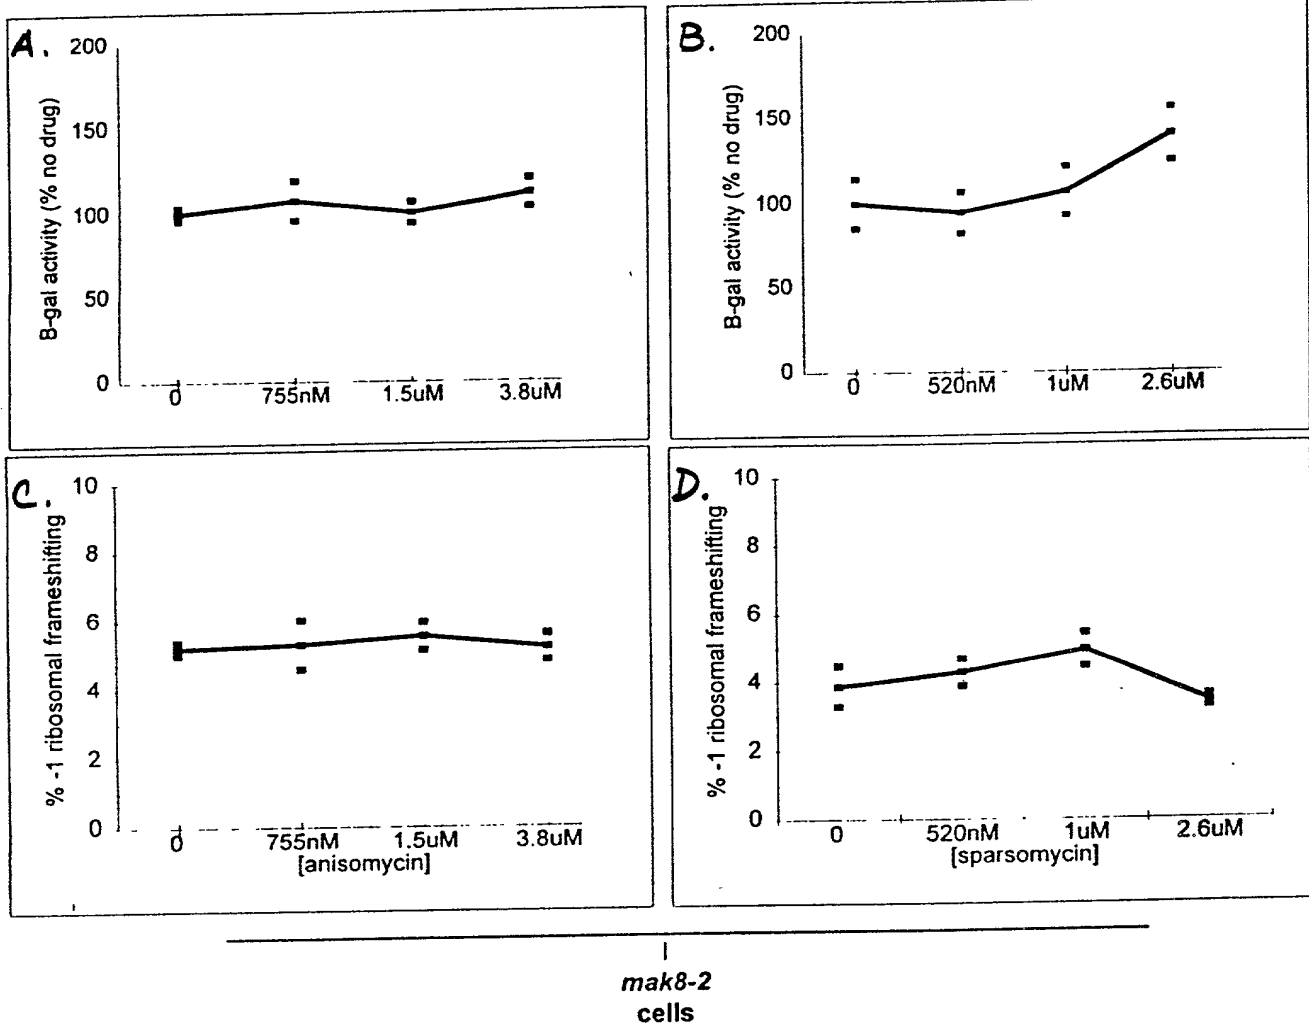 A.
B-gal activity (% no drug)
200
150
100
50
0
0 755nM 1.5uM 3.8uM
B.
B-gal activity (% no drug)
200
150
100
50
0
0 520nM 1uM 2.6uM
C.
% -1 ribosomal frameshifting
10
8
6
4
2
0
0 755nM 1.5uM 3.8uM
[anisomycin]
D.
% -1 ribosomal frameshifting
10
8
6
4
2
0
0 520nM 1uM 2.6uM
[sparsomycin]
mak8-2
cells